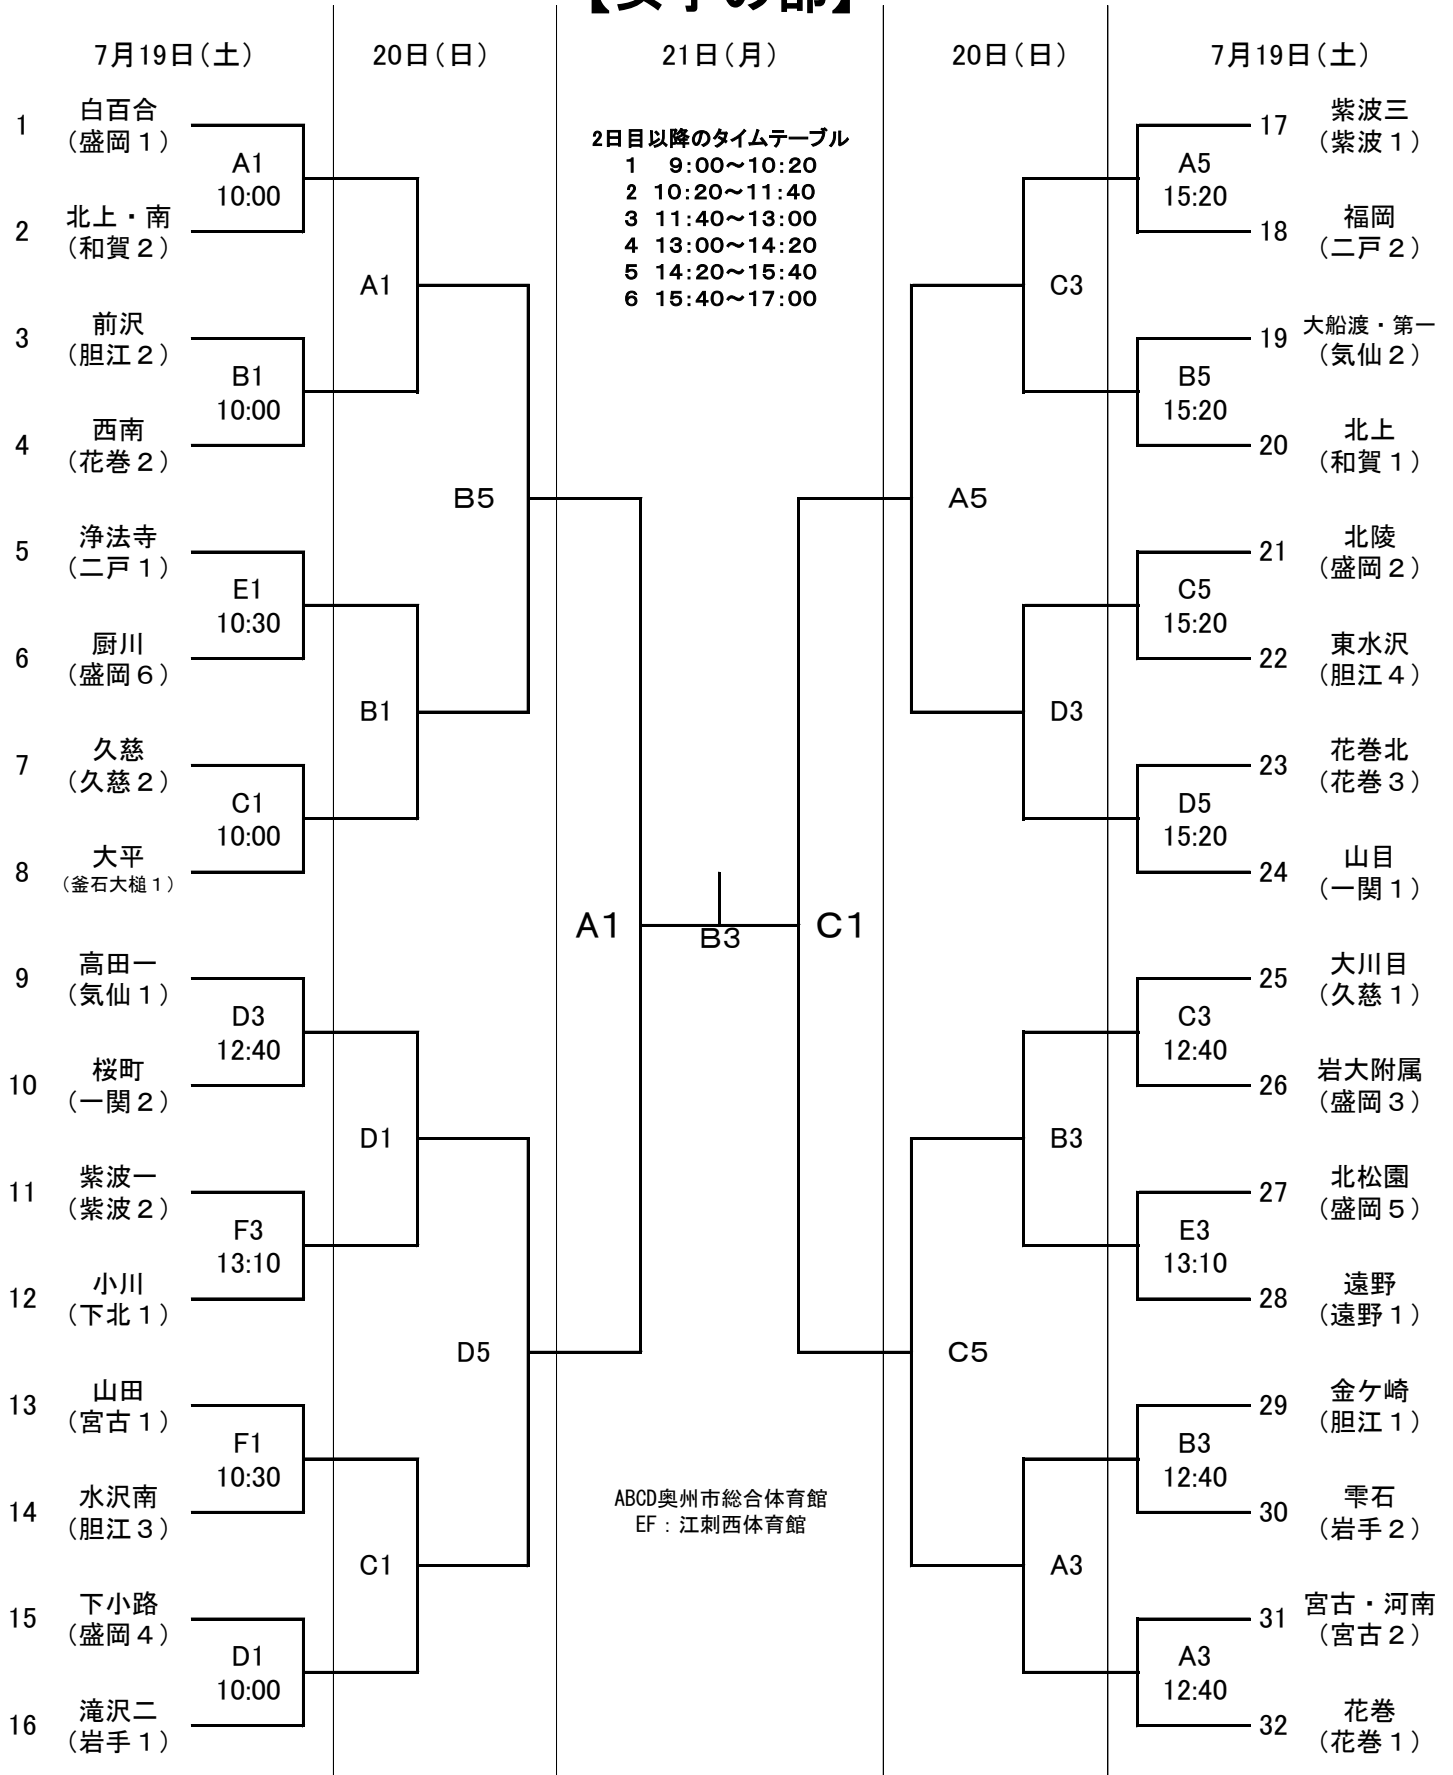 【女子の部】
7月19日(土)
20日(日)
21日(月)
20日(日)
7月19日(土)
1
白百合
(盛岡1)
A1
10:00
2
北上・南
(和賀2)
A1
3
前沢
(胆江2)
B1
10:00
4
西南
(花巻2)
B5
5
浄法寺
(二戸1)
E1
10:30
6
厨川
(盛岡6)
B1
7
久慈
(久慈2)
C1
10:00
8
大平
(釜石大槌1)
A1
9
高田一
(気仙1)
D3
12:40
10
桜町
(一関2)
D1
11
紫波一
(紫波2)
F3
13:10
12
小川
(下北1)
D5
13
山田
(宮古1)
F1
10:30
14
水沢南
(胆江3)
C1
15
下小路
(盛岡4)
D1
10:00
16
滝沢二
(岩手1)
2日目以降のタイムテーブル
1 9:00～10:20
2 10:20～11:40
3 11:40～13:00
4 13:00～14:20
5 14:20～15:40
6 15:40～17:00
B3
ABCD奥州市総合体育館
EF：江刺西体育館
17
紫波三
(紫波1)
A5
15:20
18
福岡
(二戸2)
C3
19
大船渡・第一
(気仙2)
B5
15:20
20
北上
(和賀1)
A5
21
北陵
(盛岡2)
C5
15:20
22
東水沢
(胆江4)
D3
23
花巻北
(花巻3)
D5
15:20
24
山目
(一関1)
C1
25
大川目
(久慈1)
C3
12:40
26
岩大附属
(盛岡3)
B3
27
北松園
(盛岡5)
E3
13:10
28
遠野
(遠野1)
C5
29
金ケ崎
(胆江1)
B3
12:40
30
雫石
(岩手2)
A3
31
宮古・河南
(宮古2)
A3
12:40
32
花巻
(花巻1)